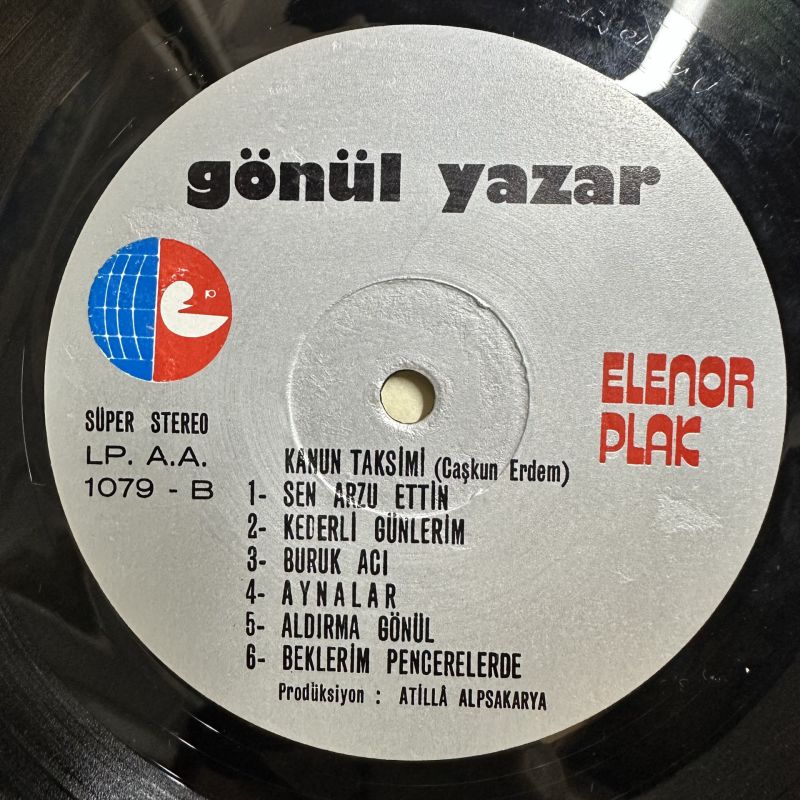 gönül yazar
ELENOR
PLAK
SÜPER STEREO
LP. A.A.
1079 - B
KANUN TAKSİMİ (Caşkun Erdem)
1- SEN ARZU ETTİN
2- KEDERLİ GÜNLERİM
3- BURUK ACI
4- AYNALAR
5- ALDIRMA GÖNÜL
6- BEKLERİM PENCERELERDE
Prodüksiyon : ATİLLÂ ALPSAKARYA